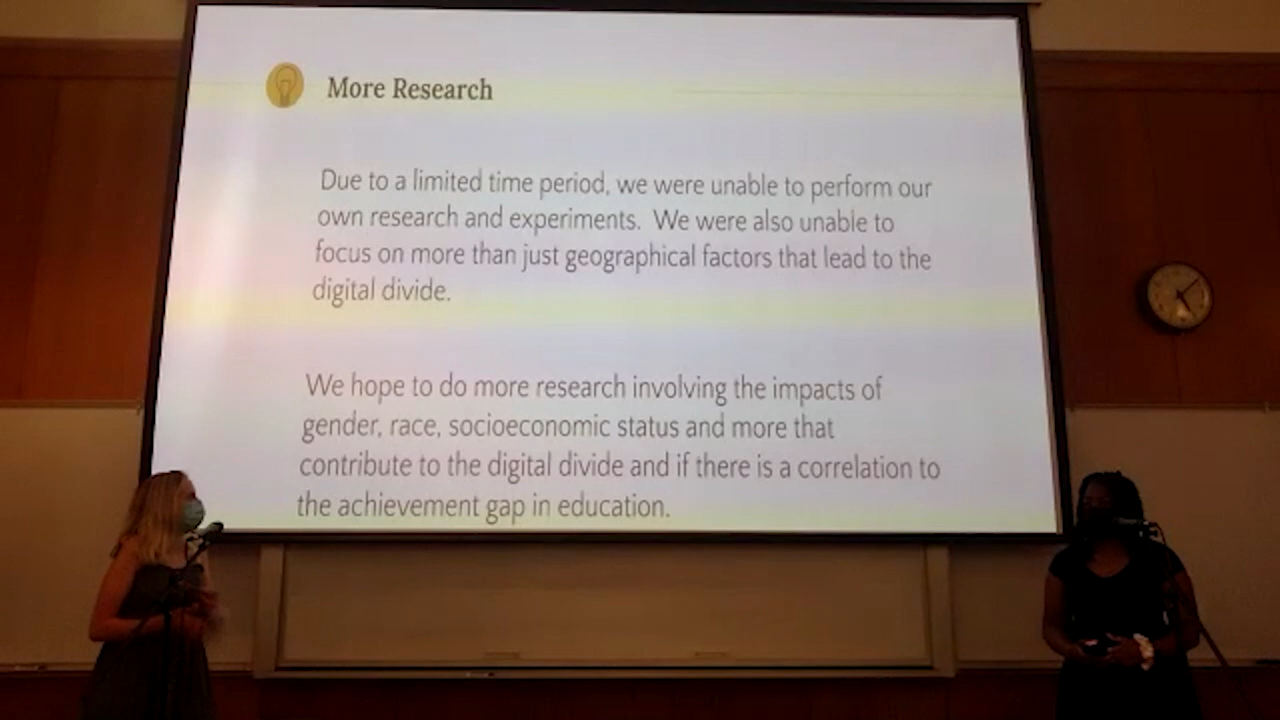 More Research
Due to a limited time period, we were unable to perform our
own research and experiments.  We were also unable to
focus on more than just geographical factors that lead to the
digital divide.
We hope to do more research involving the impacts of
gender, race, socioeconomic status and more that
contribute to the digital divide and if there is a correlation to
the achievement gap in education.